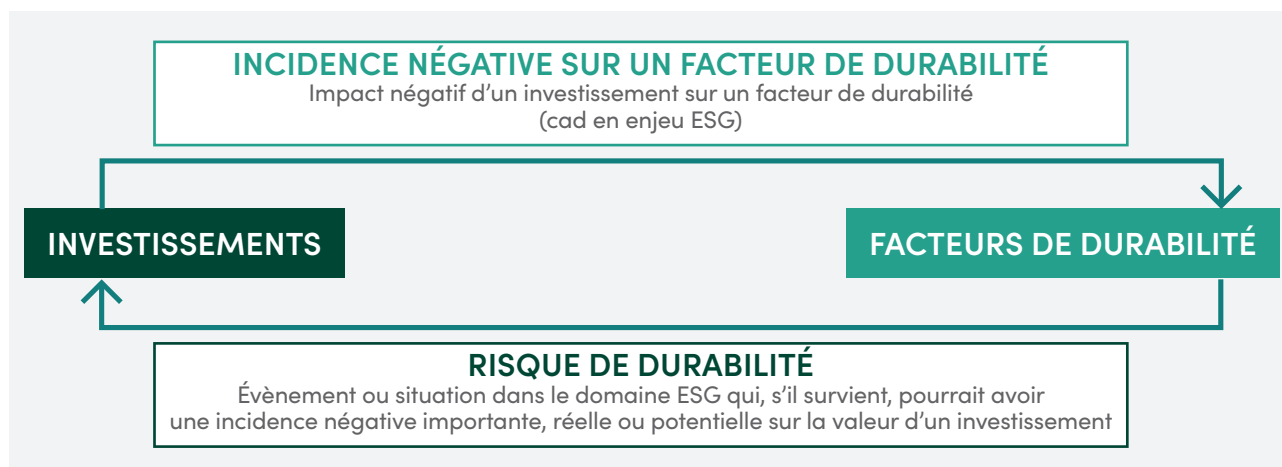 INCIDENCE NÉGATIVE SUR UN FACTEUR DE DURABILITÉ
Impact négatif d’un investissement sur un facteur de durabilité
(cad en enjeu ESG)
INVESTISSEMENTS
FACTEURS DE DURABILITÉ
RISQUE DE DURABILITÉ
Évènement ou situation dans le domaine ESG qui, s’il survient, pourrait avoir
une incidence négative importante, réelle ou potentielle sur la valeur d’un investissement